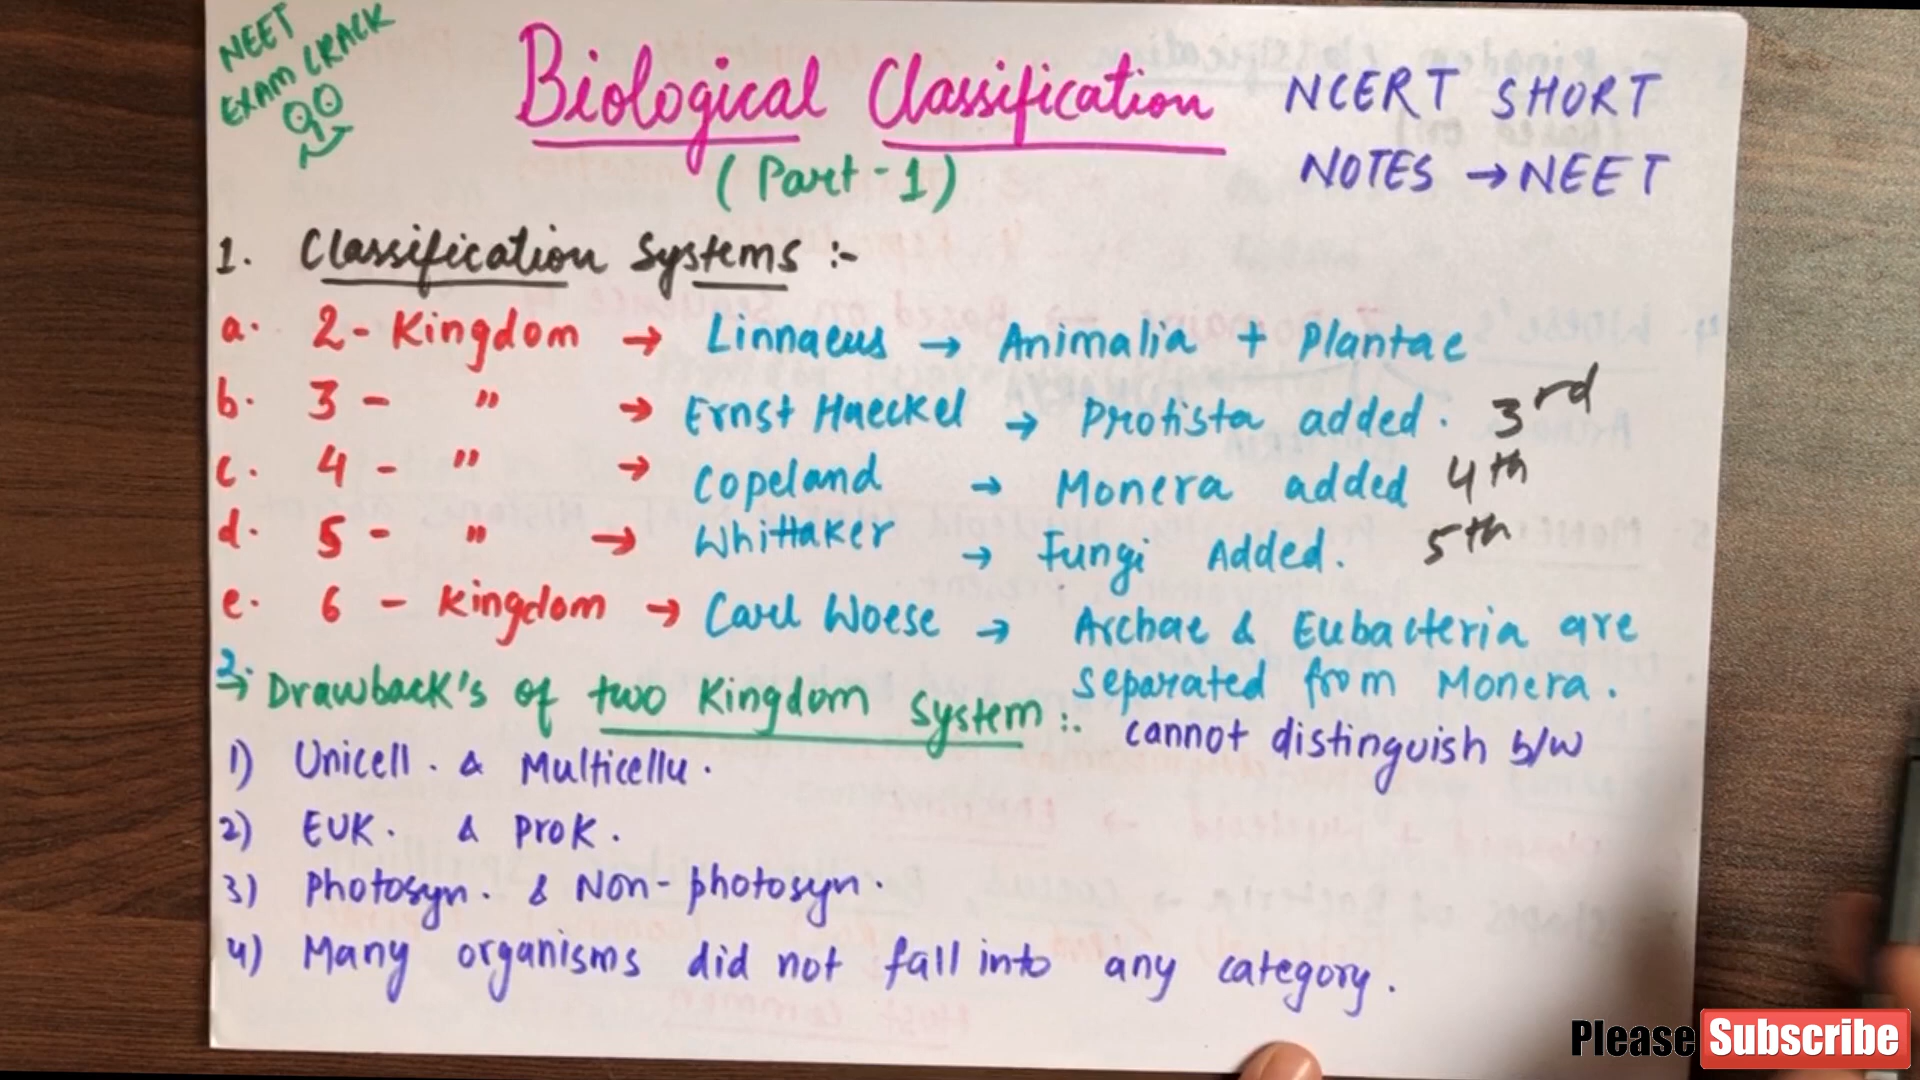 NEET
EXAM CRACK
Biological Classification
(Part-1)
NCERT SHORT
NOTES → NEET
1. Classification Systems :-
a. 2 - Kingdom → Linnaeus → Animalia + Plantae
b. 3 - " → Ernst Haeckel → Protista added. 3rd
c. 4 - " → Copeland → Monera added 4th
d. 5 - " → Whittaker → Fungi Added. 5th
e. 6 - Kingdom → Carl Woese → Archae & Eubacteria are
separated from Monera.
2. → Drawback's of two Kingdom System :. cannot distinguish b/w
1) Unicell. & Multicellu.
2) EUK. & ProK.
3) Photosyn. & Non-photosyn.
4) Many organisms did not fall into any category.
Please Subscribe